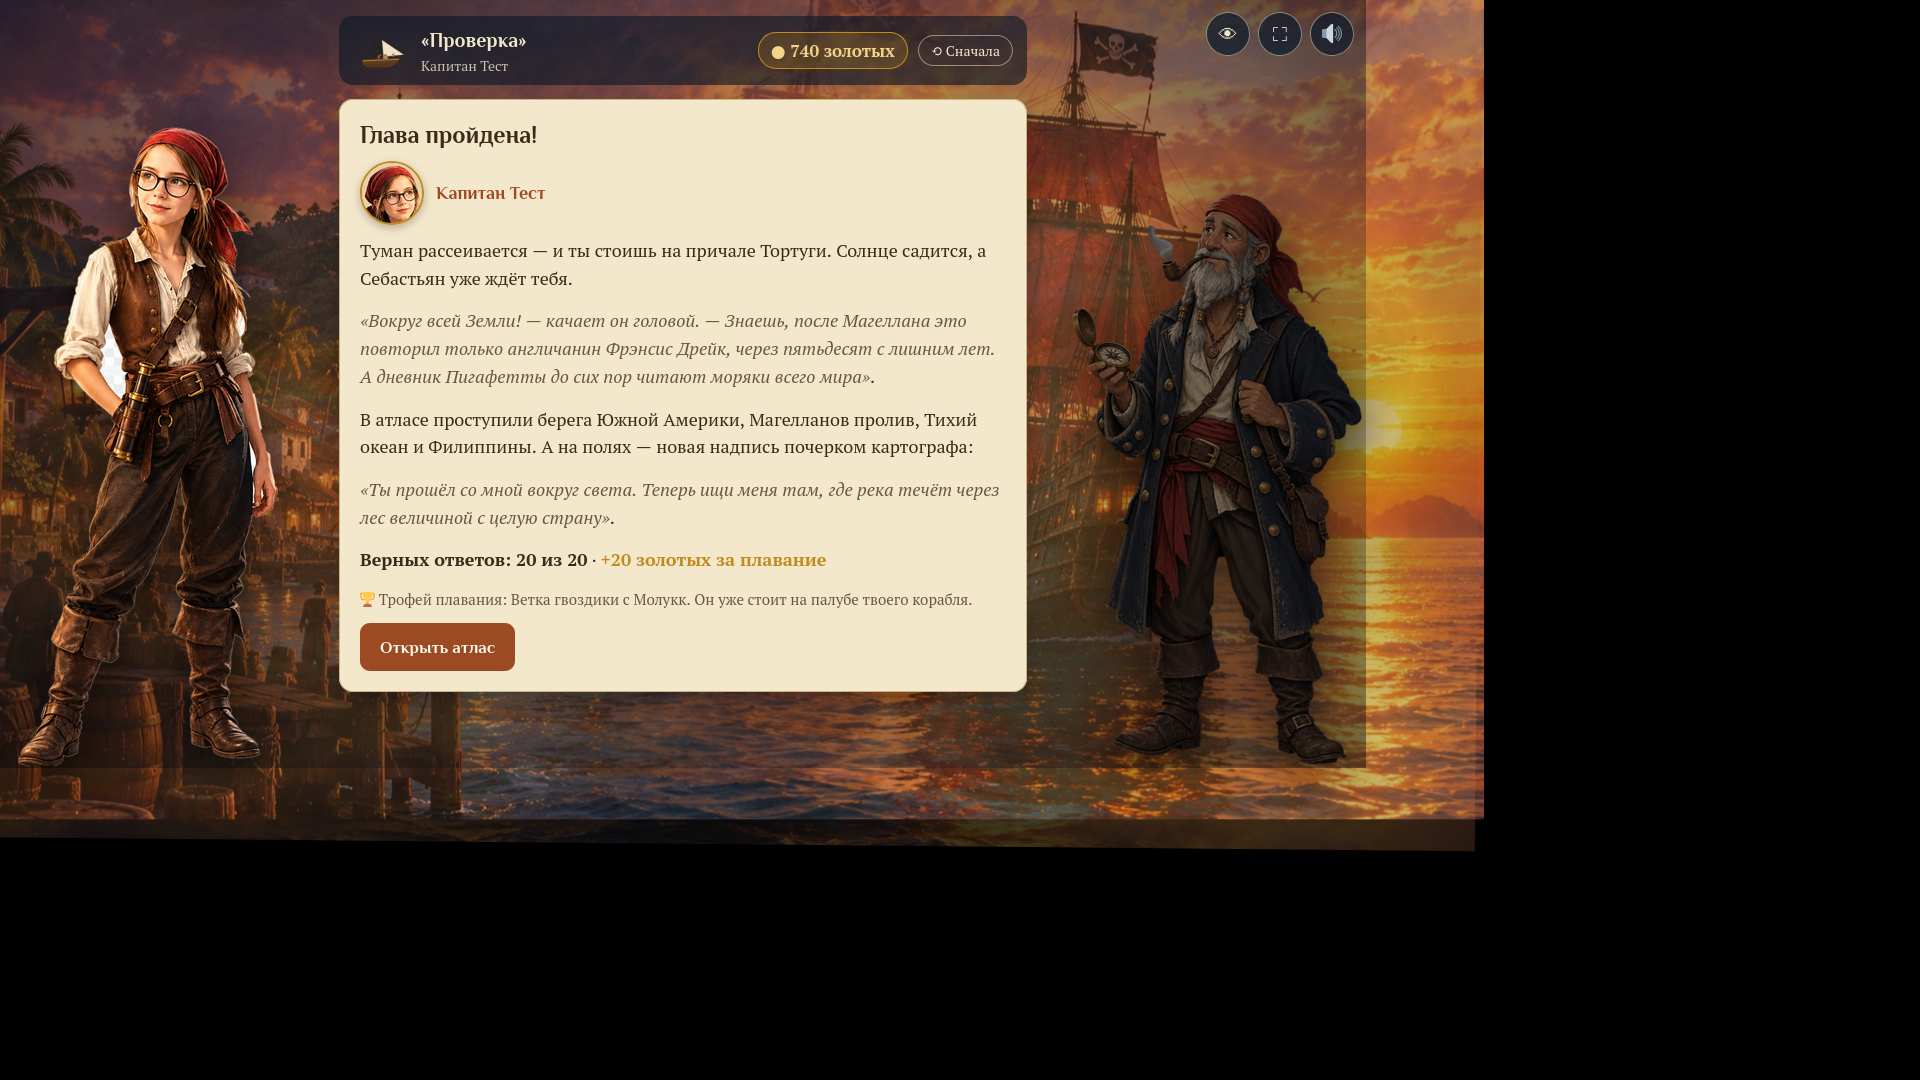 «Проверка»
Капитан Тест
740 золотых
⟲ Сначала
Глава пройдена!
Капитан Тест
Туман рассеивается — и ты стоишь на причале Тортуги. Солнце садится, а
Себастьян уже ждёт тебя.
«Вокруг всей Земли! — качает он головой. — Знаешь, после Магеллана это
повторил только англичанин Фрэнсис Дрейк, через пятьдесят с лишним лет.
А дневник Пигафетты до сих пор читают моряки всего мира».
В атласе проступили берега Южной Америки, Магелланов пролив, Тихий
океан и Филиппины. А на полях — новая надпись почерком картографа:
«Ты прошёл со мной вокруг света. Теперь ищи меня там, где река течёт через
лес величиной с целую страну».
Верных ответов: 20 из 20 · +20 золотых за плавание
🏆 Трофей плавания: Ветка гвоздики с Молукк. Он уже стоит на палубе твоего корабля.
Открыть атлас